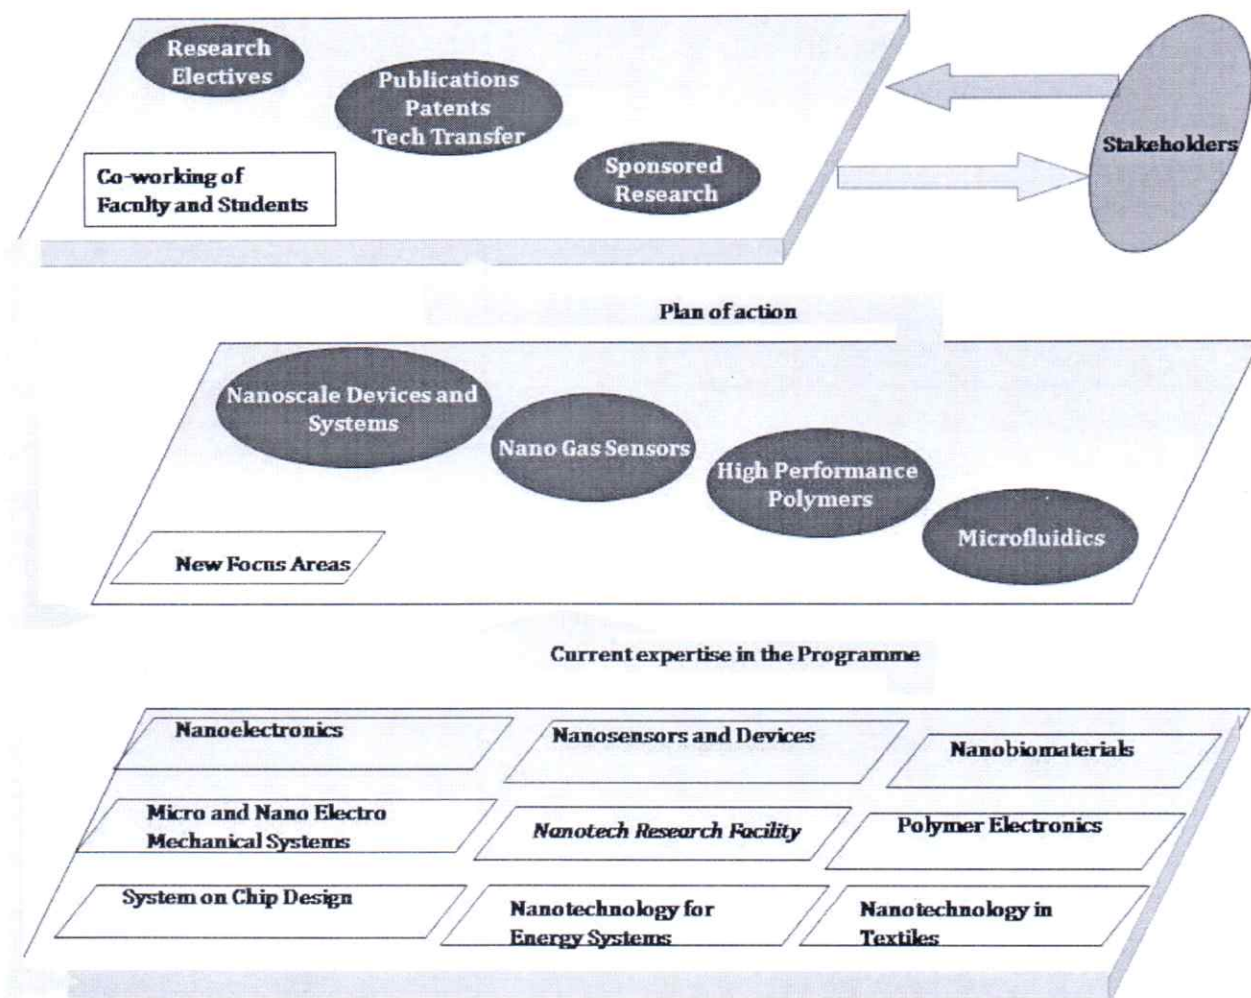 Research
Electives
Publications
Patents
Tech Transfer
Sponsored
Research
Co-working of
Faculty and Students
Stakeholders
Plan of action
Nanoscale Devices and
Systems
Nano Gas Sensors
High Performance
Polymers
Microfluidics
New Focus Areas
Current expertise in the Programme
Nanoelectronics
Nanosensors and Devices
Nanobiomaterials
Micro and Nano Electro
Mechanical Systems
Nanotech Research Facility
Polymer Electronics
System on Chip Design
Nanotechnology for
Energy Systems
Nanotechnology in
Textiles